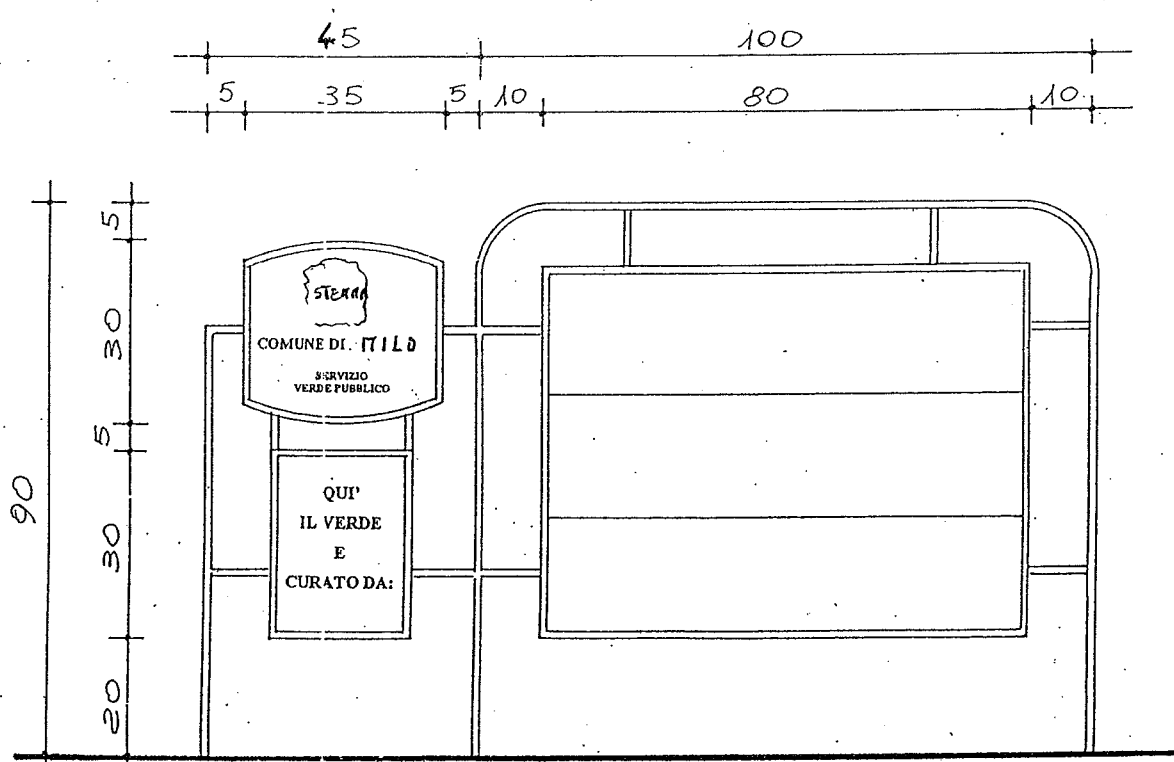 45 100
5 35 5 10 80 10
5
30
5
30
20
90
STEMMA
COMUNE DI MILO
SERVIZIO
VERDE PUBBLICO
QUI'
IL VERDE
E
CURATO DA: